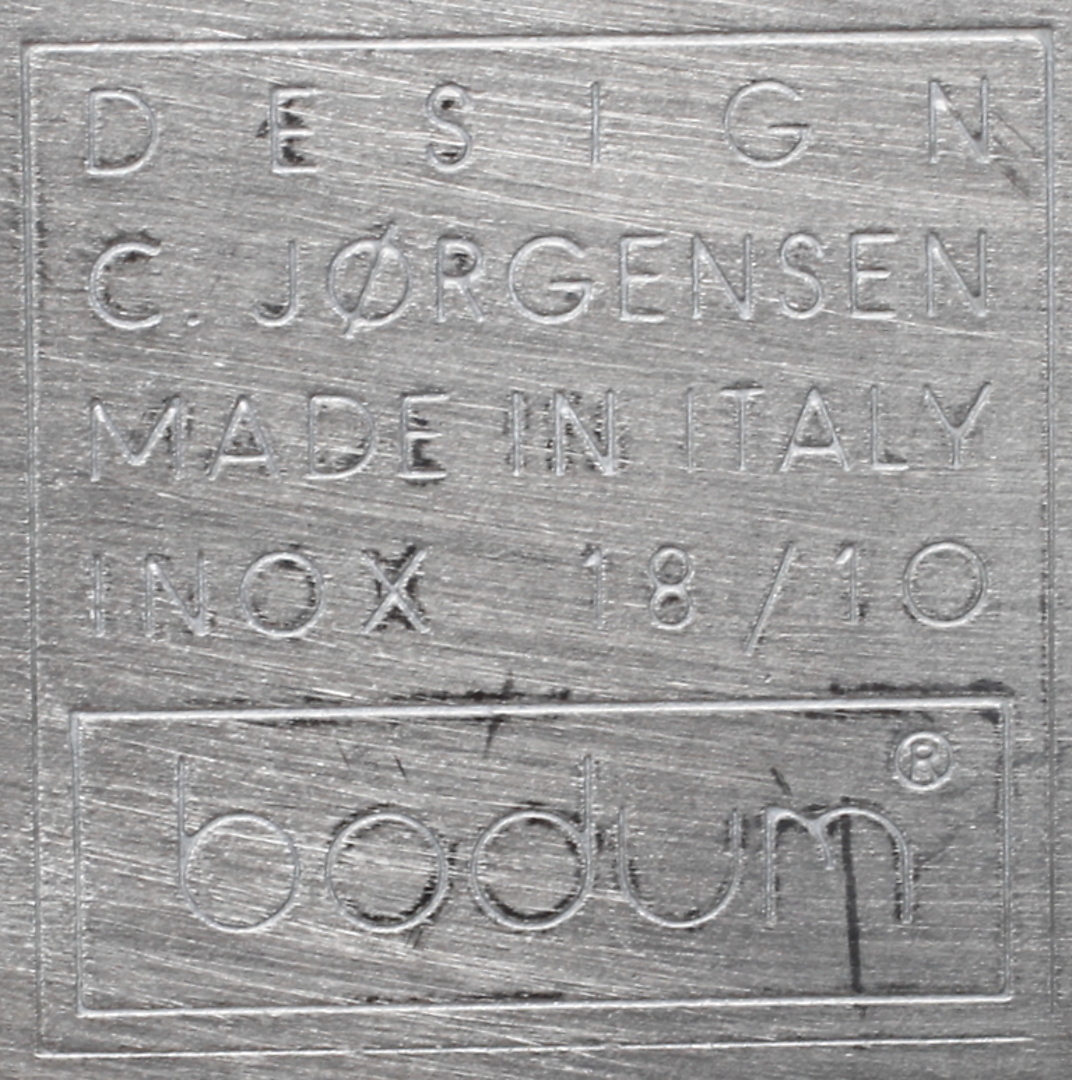 DESIGN
C. JØRGENSEN
MADE IN ITALY
INOX 18/10
bodum®